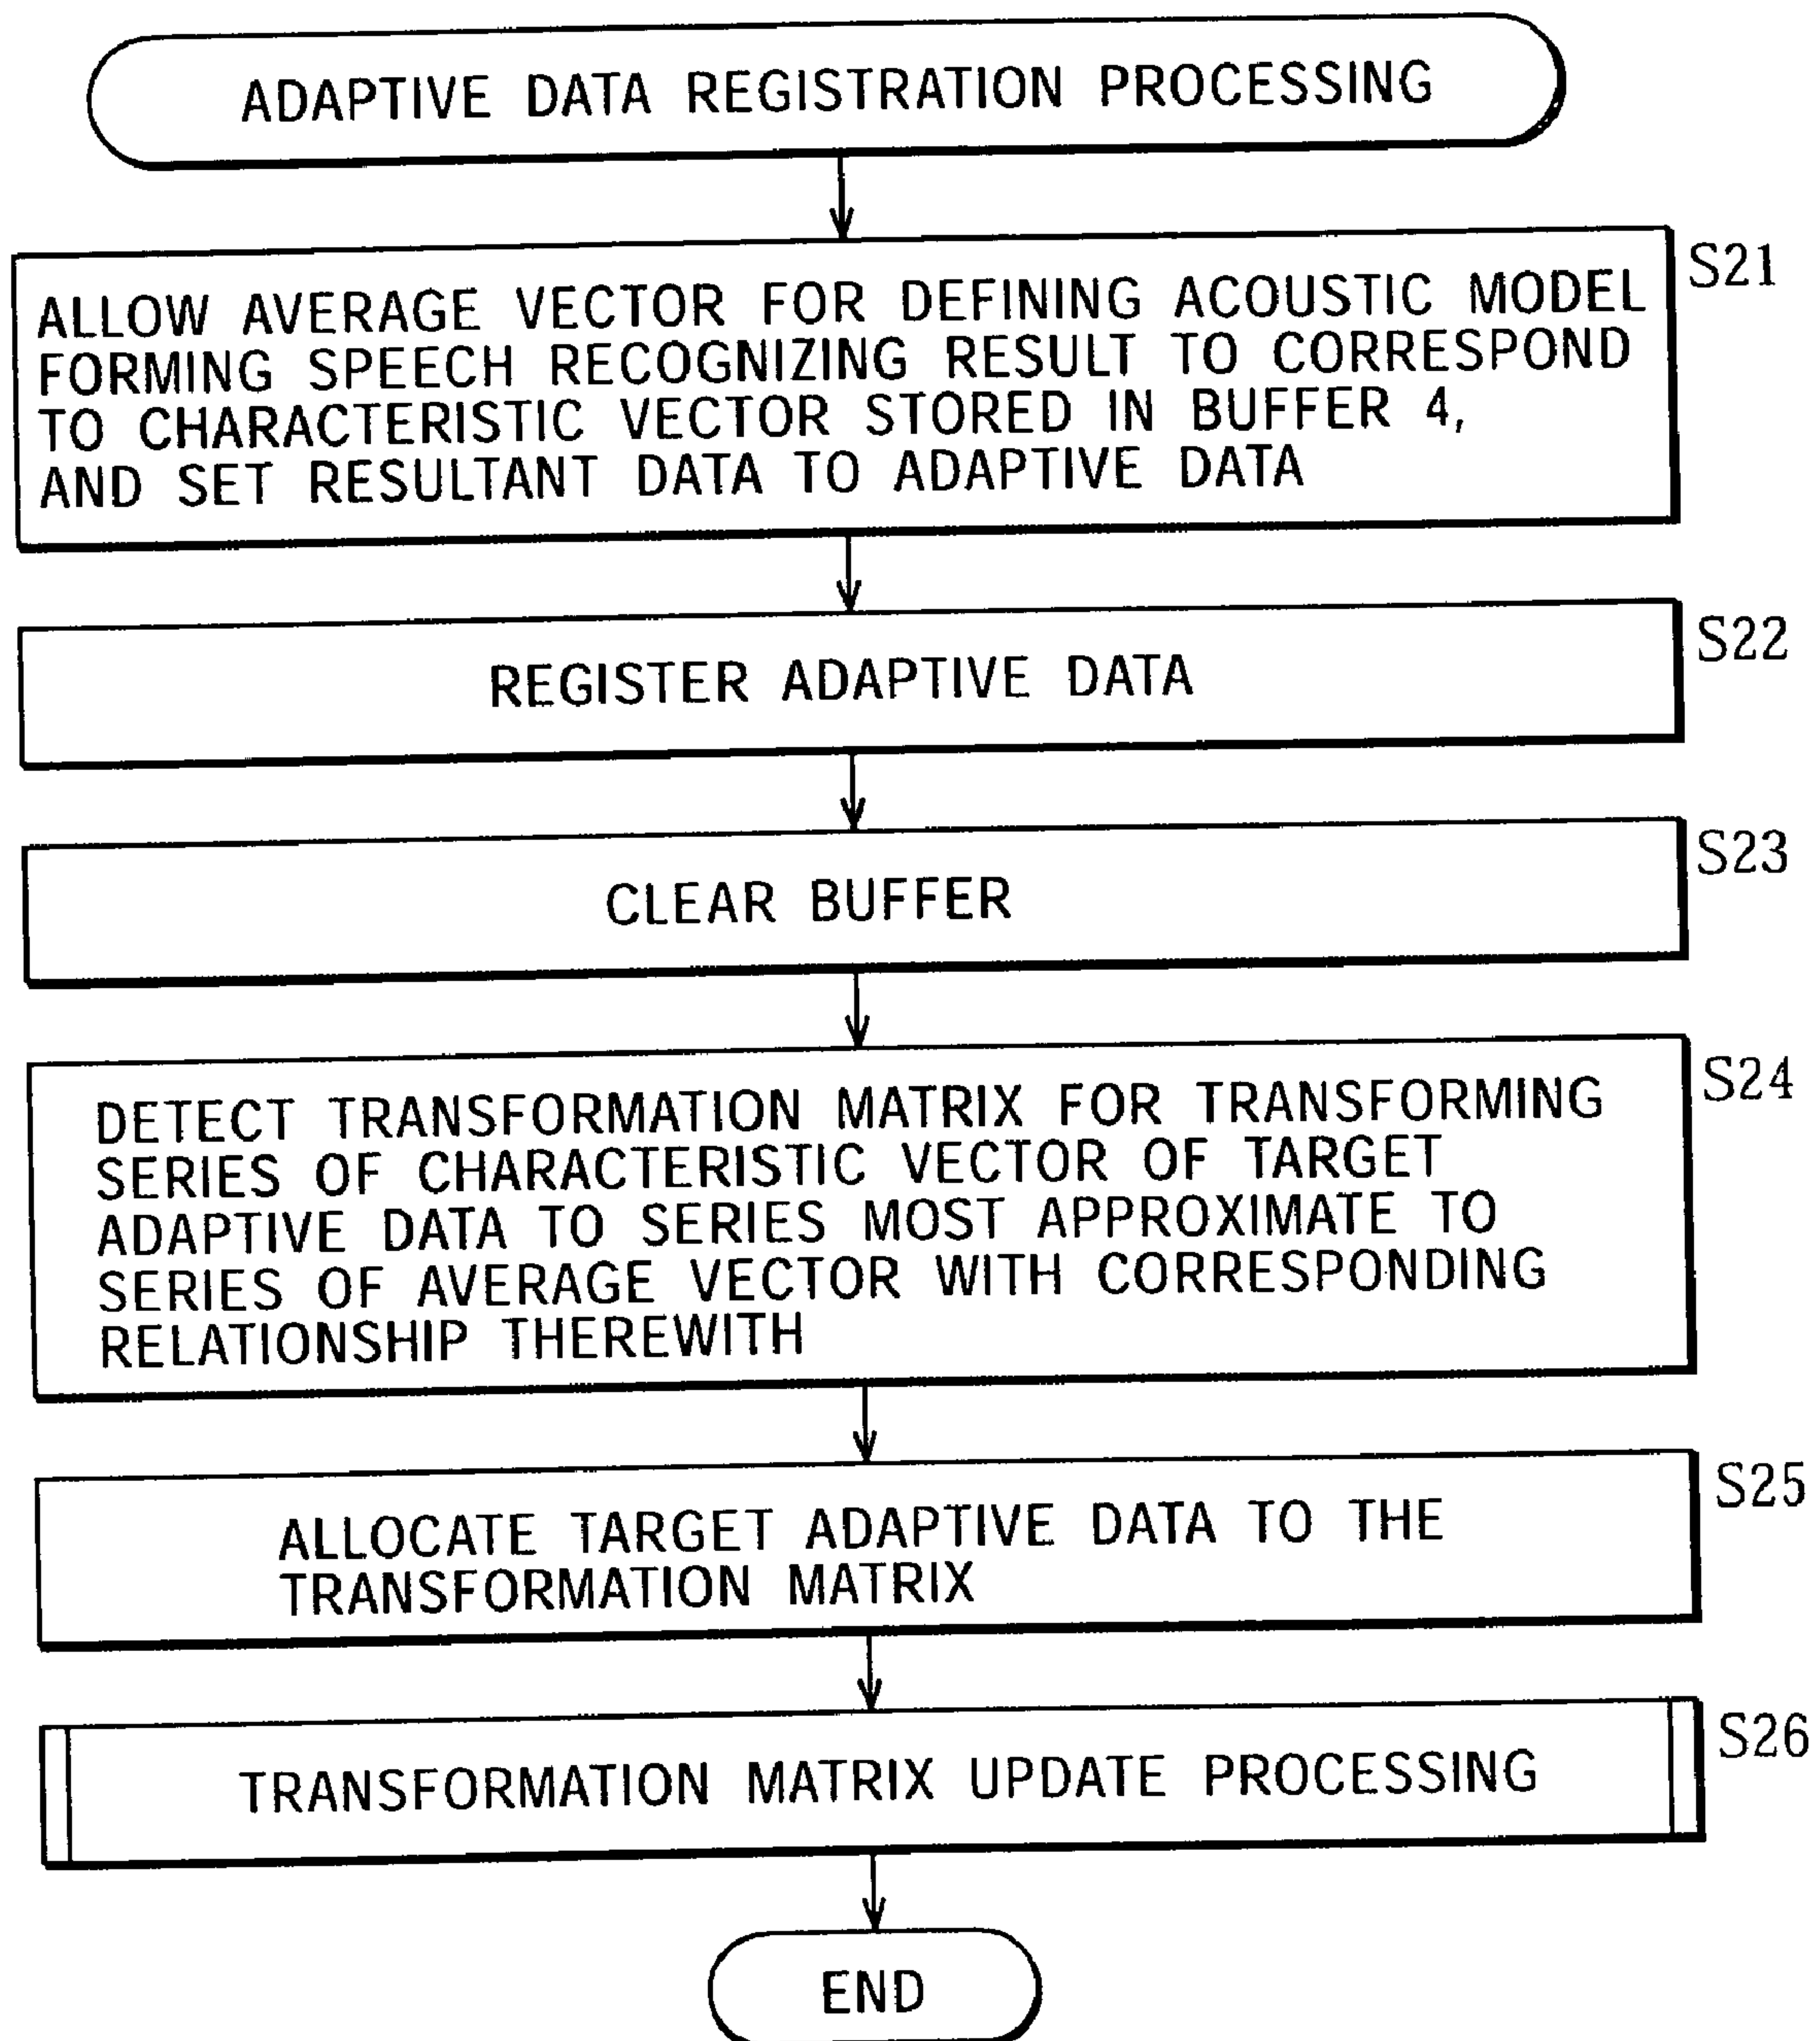 ADAPTIVE DATA REGISTRATION PROCESSING
S21
ALLOW AVERAGE VECTOR FOR DEFINING ACOUSTIC MODEL
FORMING SPEECH RECOGNIZING RESULT TO CORRESPOND
TO CHARACTERISTIC VECTOR STORED IN BUFFER 4,
AND SET RESULTANT DATA TO ADAPTIVE DATA
S22
REGISTER ADAPTIVE DATA
S23
CLEAR BUFFER
S24
DETECT TRANSFORMATION MATRIX FOR TRANSFORMING
SERIES OF CHARACTERISTIC VECTOR OF TARGET
ADAPTIVE DATA TO SERIES MOST APPROXIMATE TO
SERIES OF AVERAGE VECTOR WITH CORRESPONDING
RELATIONSHIP THEREWITH
S25
ALLOCATE TARGET ADAPTIVE DATA TO THE
TRANSFORMATION MATRIX
S26
TRANSFORMATION MATRIX UPDATE PROCESSING
END